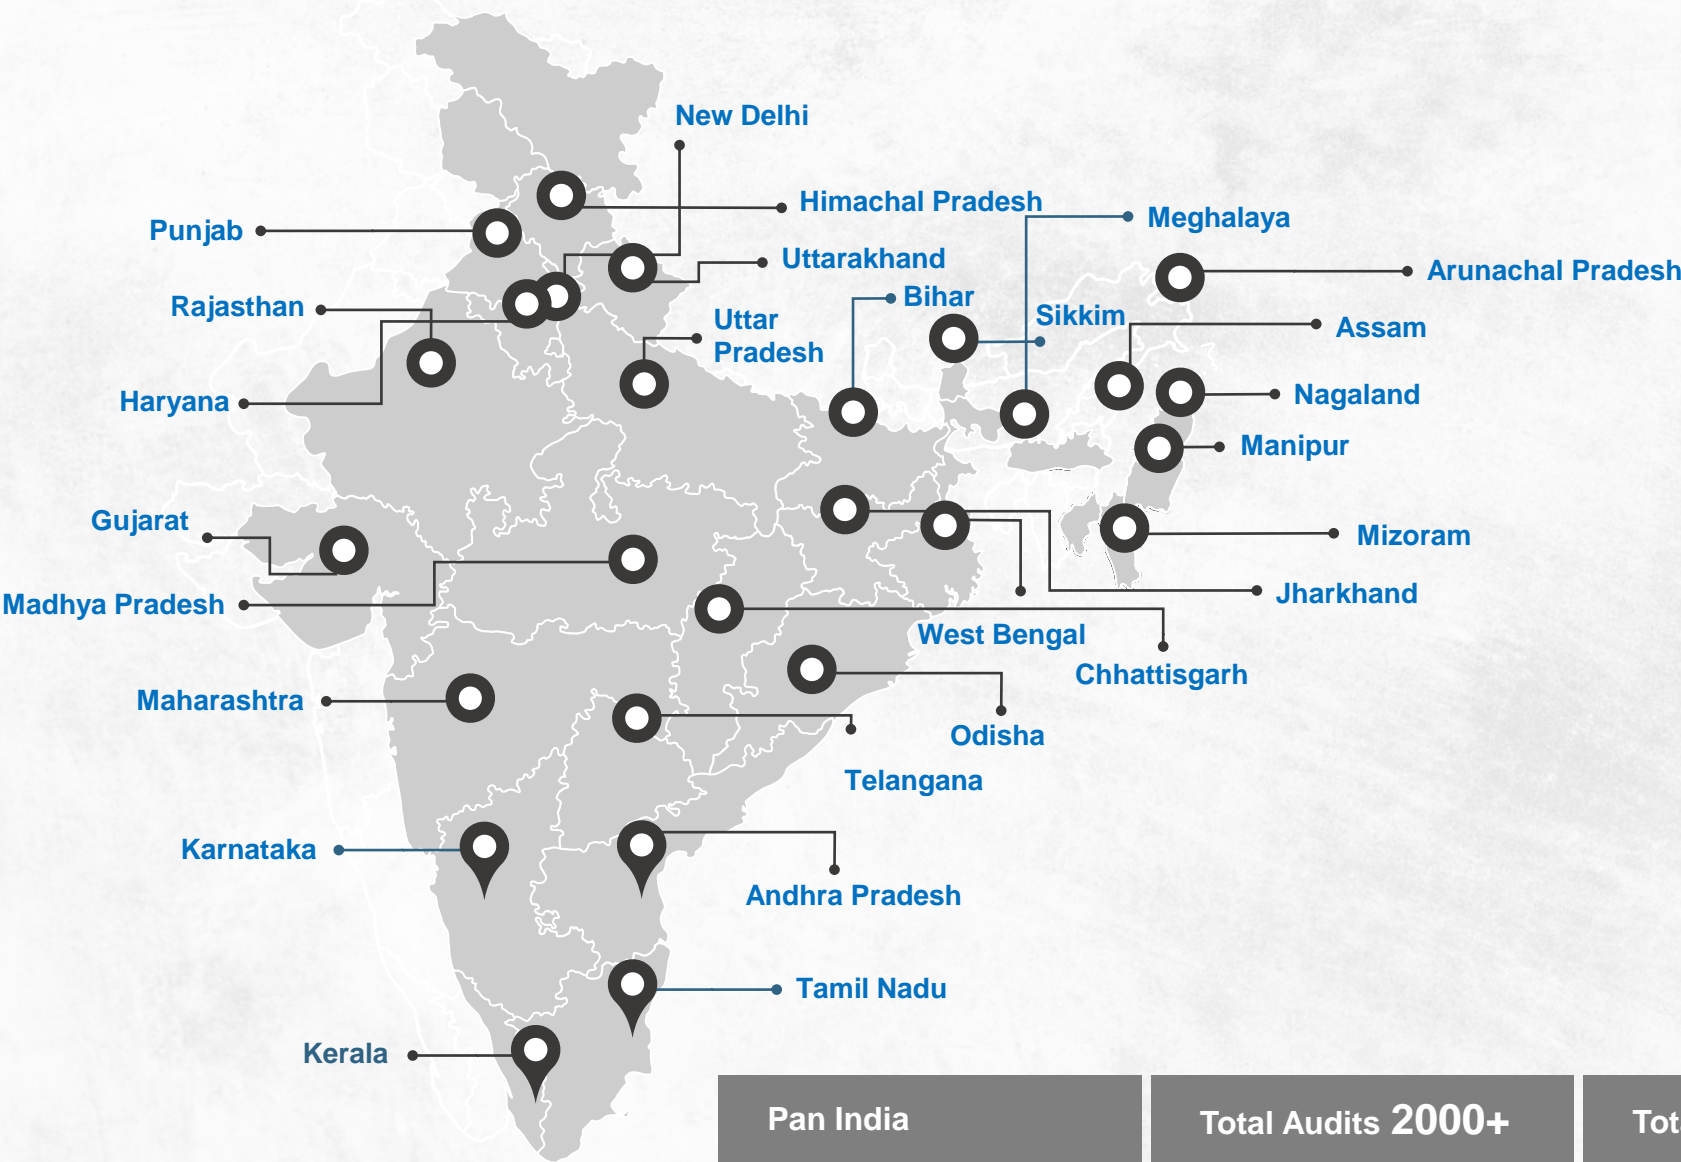 New Delhi
Himachal Pradesh
Punjab
Meghalaya
Uttarakhand
Arunachal Pradesh
Rajasthan
Bihar
Sikkim
Uttar
Pradesh
Assam
Haryana
Nagaland
Manipur
Gujarat
Mizoram
Madhya Pradesh
Jharkhand
West Bengal
Chhattisgarh
Maharashtra
Odisha
Telangana
Karnataka
Andhra Pradesh
Tamil Nadu
Kerala
Pan India
Total Audits 2000+